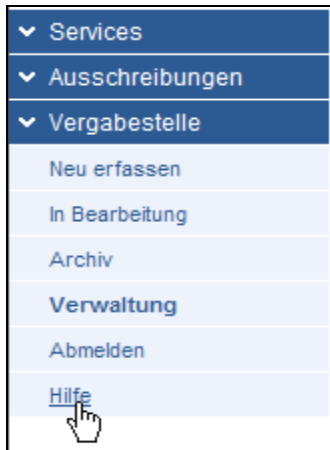 Services
Ausschreibungen
Vergabestelle
Neu erfassen
In Bearbeitung
Archiv
Verwaltung
Abmelden
Hilfe